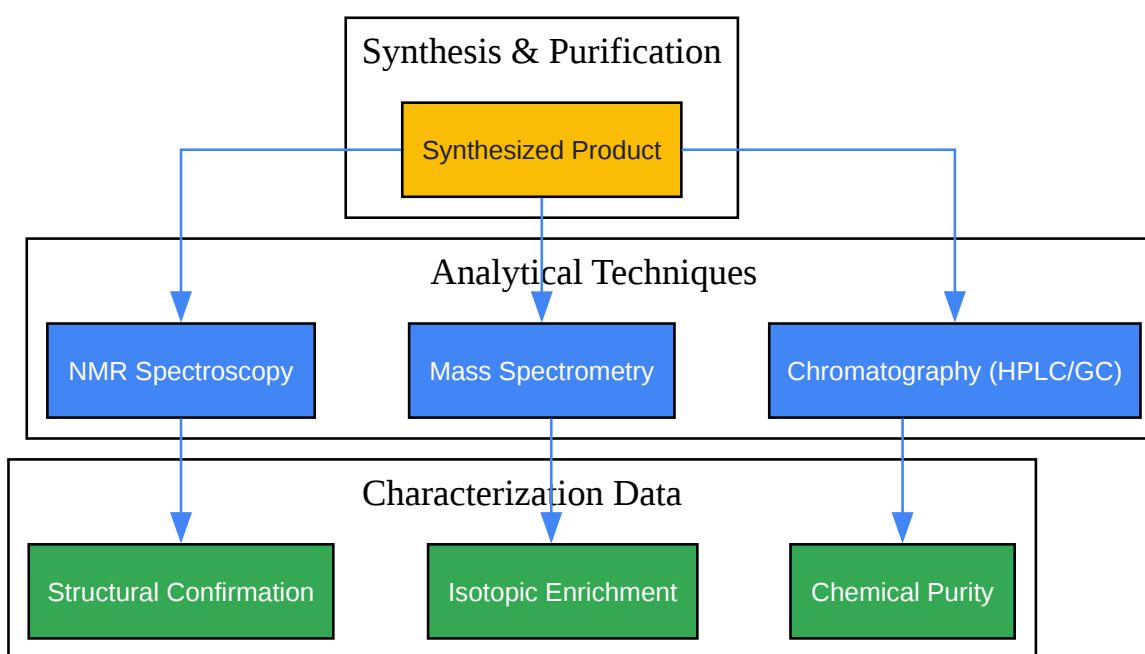 Synthesis & Purification
Synthesized Product
Analytical Techniques
NMR Spectroscopy
Mass Spectrometry
Chromatography (HPLC/GC)
Characterization Data
Structural Confirmation
Isotopic Enrichment
Chemical Purity